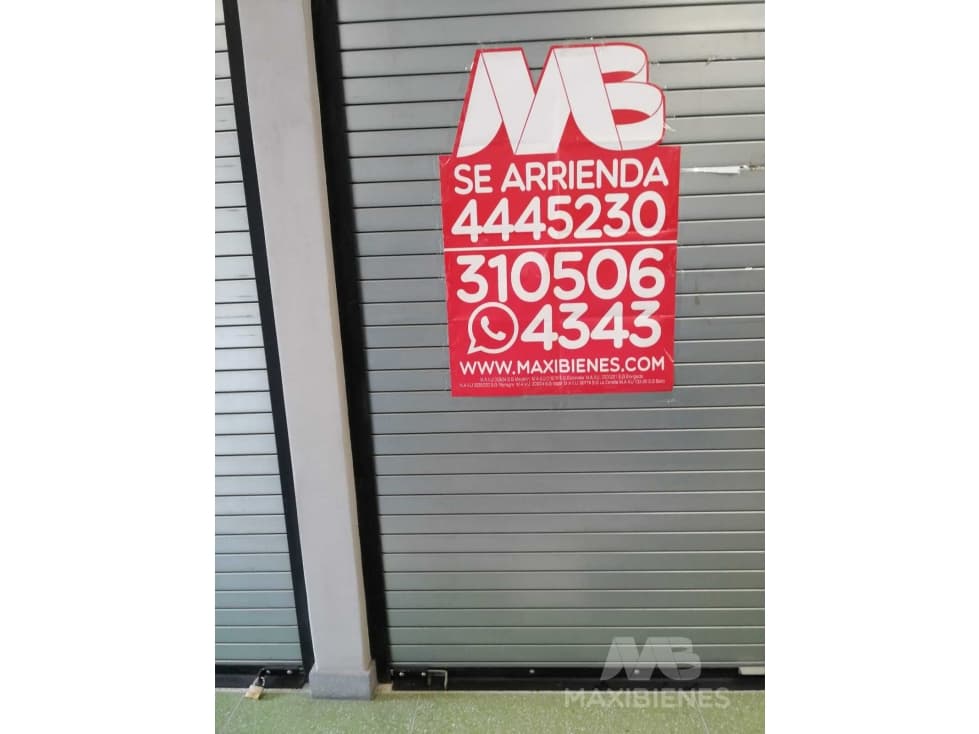 MB
SE ARRIENDA
4445230
310506
4343
WWW.MAXIBIENES.COM
MB
MAXIBIENES